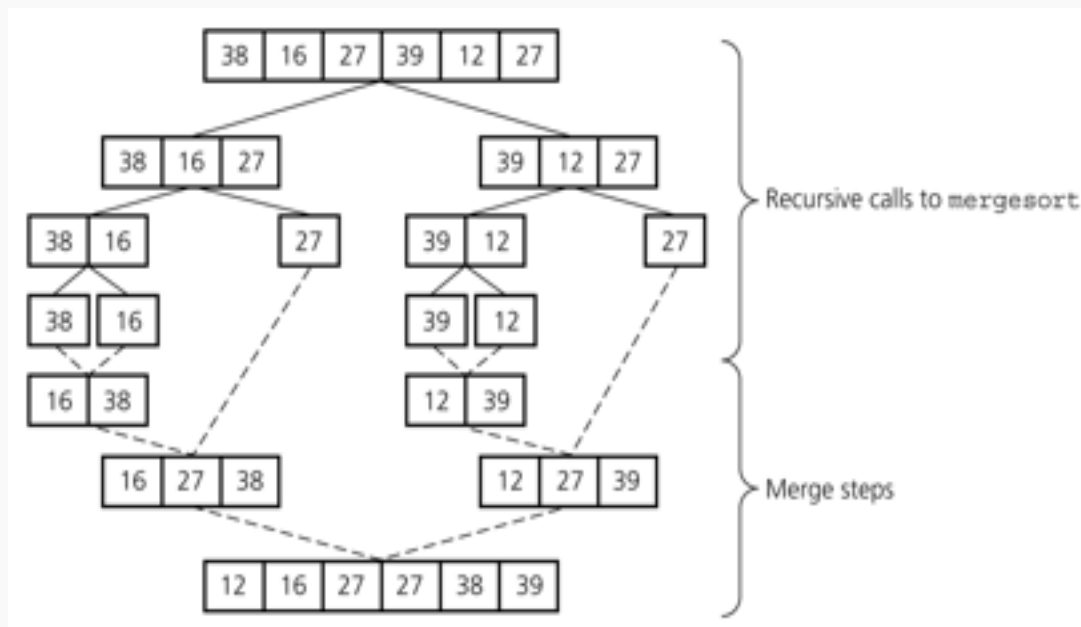 38 16 27 39 12 27
38 16 27 39 12 27
Recursive calls to mergesort
38 16 27 39 12 27
38 16 39 12
16 38 12 39
16 27 38 12 27 39
Merge steps
12 16 27 27 38 39